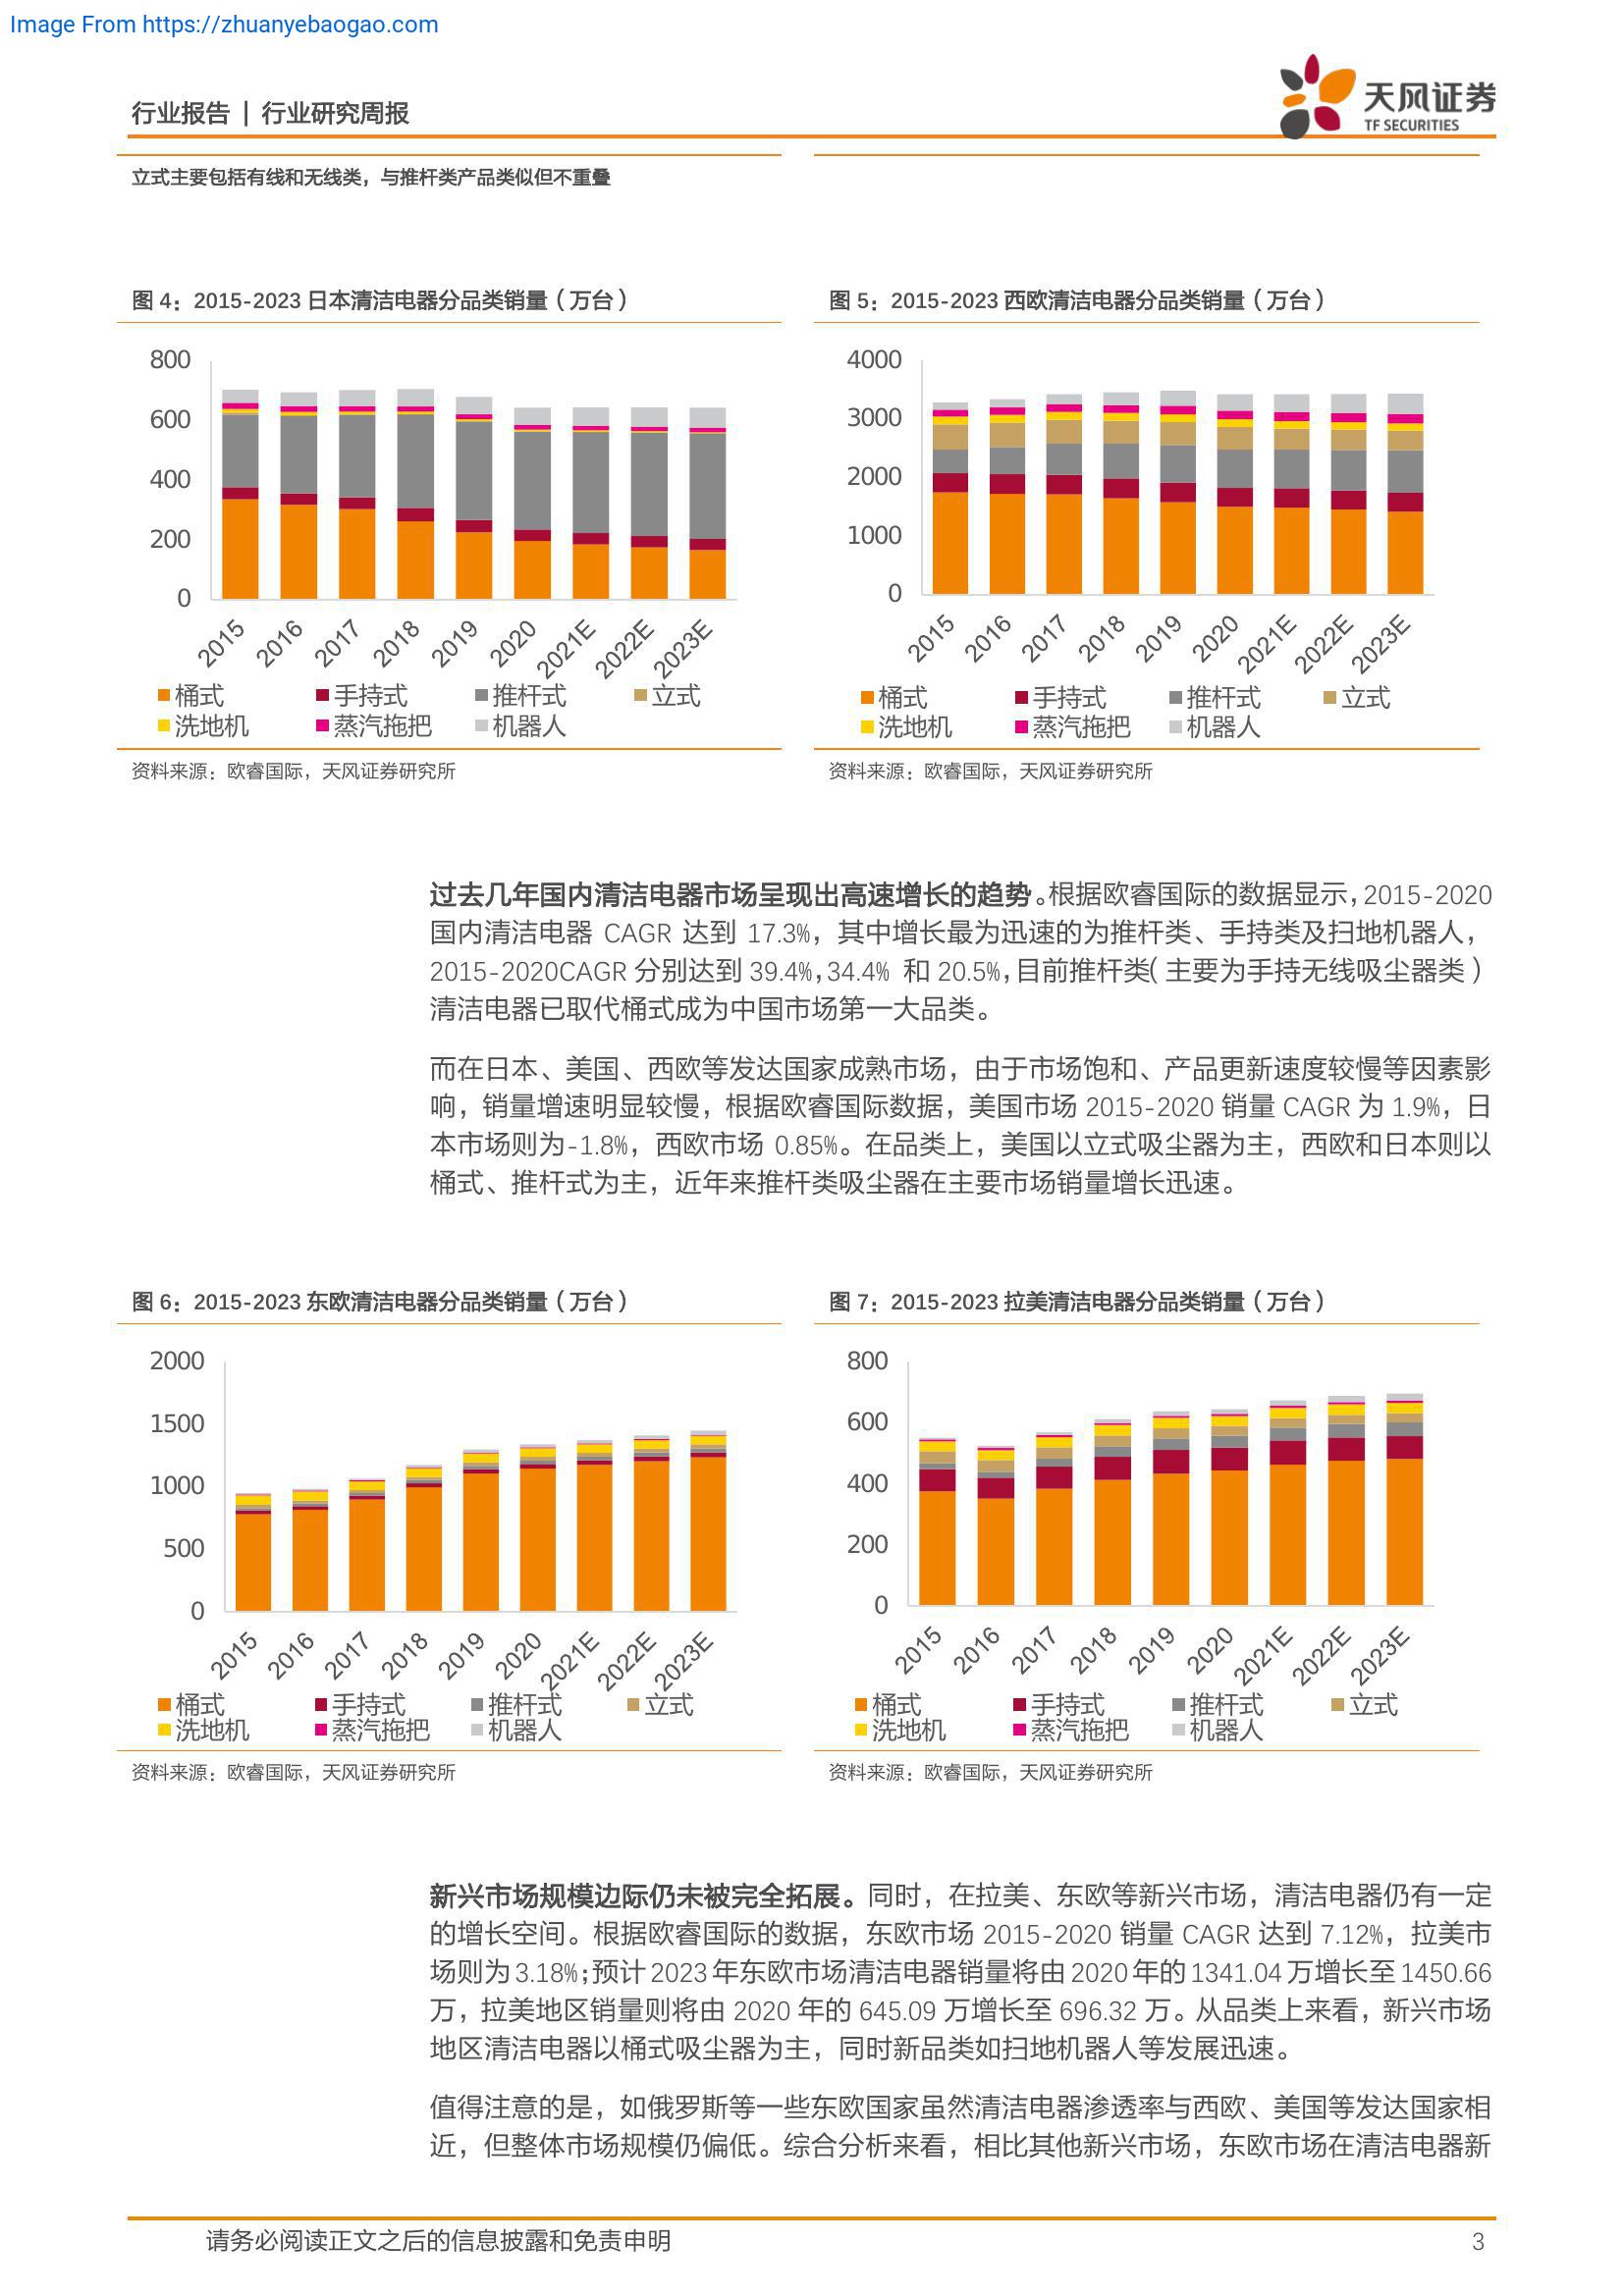 Image From https://zhuanyebaogao.com
行业报告 | 行业研究周报
天风证券
TF SECURITIES
立式主要包括有线和无线类，与推杆类产品类似但不重叠
图 4：2015-2023 日本清洁电器分品类销量（万台）
800
600
400
200
0
2015 2016 2017 2018 2019 2020 2021E 2022E 2023E
桶式 手持式 推杆式 立式
洗地机 蒸汽拖把 机器人
资料来源：欧睿国际，天风证券研究所
图 5：2015-2023 西欧清洁电器分品类销量（万台）
4000
3000
2000
1000
0
2015 2016 2017 2018 2019 2020 2021E 2022E 2023E
桶式 手持式 推杆式 立式
洗地机 蒸汽拖把 机器人
资料来源：欧睿国际，天风证券研究所
过去几年国内清洁电器市场呈现出高速增长的趋势。根据欧睿国际的数据显示，2015-2020
国内清洁电器 CAGR 达到 17.3%，其中增长最为迅速的为推杆类、手持类及扫地机器人，
2015-2020CAGR 分别达到 39.4%，34.4% 和 20.5%，目前推杆类（主要为手持无线吸尘器类）
清洁电器已取代桶式成为中国市场第一大品类。
而在日本、美国、西欧等发达国家成熟市场，由于市场饱和、产品更新速度较慢等因素影
响，销量增速明显较慢，根据欧睿国际数据，美国市场 2015-2020 销量 CAGR 为 1.9%，日
本市场则为-1.8%，西欧市场 0.85%。在品类上，美国以立式吸尘器为主，西欧和日本则以
桶式、推杆式为主，近年来推杆类吸尘器在主要市场销量增长迅速。
图 6：2015-2023 东欧清洁电器分品类销量（万台）
2000
1500
1000
500
0
2015 2016 2017 2018 2019 2020 2021E 2022E 2023E
桶式 手持式 推杆式 立式
洗地机 蒸汽拖把 机器人
资料来源：欧睿国际，天风证券研究所
图 7：2015-2023 拉美清洁电器分品类销量（万台）
800
600
400
200
0
2015 2016 2017 2018 2019 2020 2021E 2022E 2023E
桶式 手持式 推杆式 立式
洗地机 蒸汽拖把 机器人
资料来源：欧睿国际，天风证券研究所
新兴市场规模边际仍未被完全拓展。同时，在拉美、东欧等新兴市场，清洁电器仍有一定
的增长空间。根据欧睿国际的数据，东欧市场 2015-2020 销量 CAGR 达到 7.12%，拉美市
场则为 3.18%；预计 2023 年东欧市场清洁电器销量将由 2020 年的 1341.04 万增长至 1450.66
万，拉美地区销量则将由 2020 年的 645.09 万增长至 696.32 万。从品类上来看，新兴市场
地区清洁电器以桶式吸尘器为主，同时新品类如扫地机器人等发展迅速。
值得注意的是，如俄罗斯等一些东欧国家虽然清洁电器渗透率与西欧、美国等发达国家相
近，但整体市场规模仍偏低。综合分析来看，相比其他新兴市场，东欧市场在清洁电器新
请务必阅读正文之后的信息披露和免责申明
3